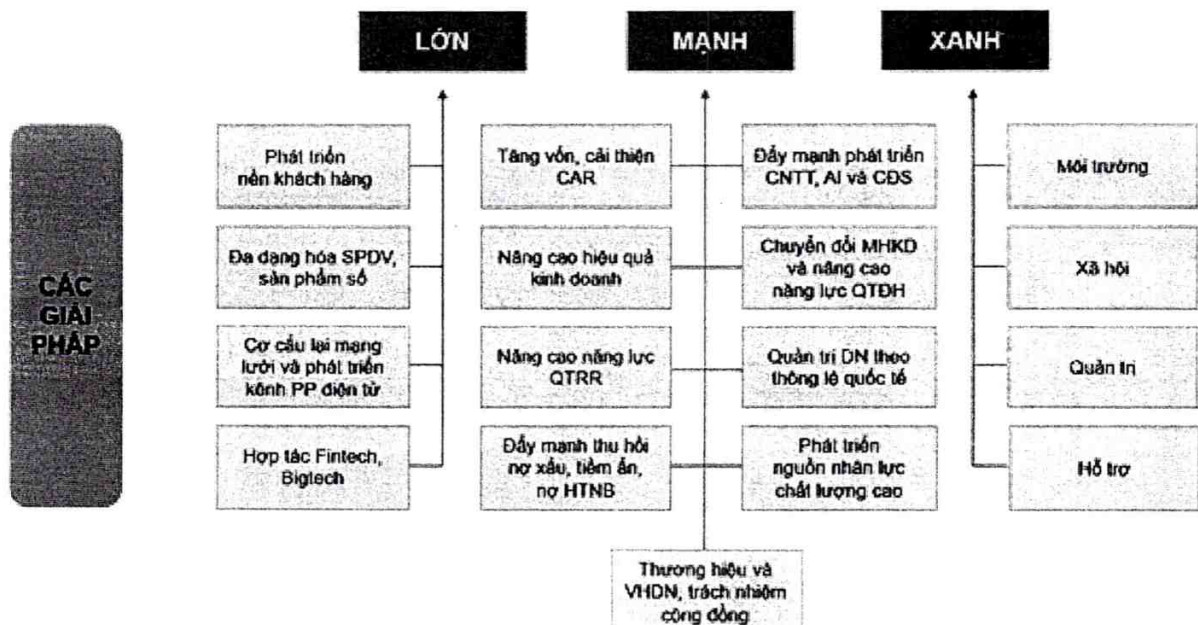 LỚN
MẠNH
XANH
CÁC
GIẢI
PHÁP
Phát triển
nền khách hàng
Đa dạng hóa SPDV,
sản phẩm số
Cơ cấu lại mạng
lưới và phát triển
kênh PP điện tử
Hợp tác Fintech,
Bigtech
Tăng vốn, cải thiện
CAR
Nâng cao hiệu quả
kinh doanh
Nâng cao năng lực
QTRR
Đẩy mạnh thu hồi
nợ xấu, tiềm ẩn,
nợ HTNB
Đẩy mạnh phát triển
CNTT, AI và CĐS
Chuyển đổi MHKD
và nâng cao
năng lực QTĐH
Quản trị DN theo
thông lệ quốc tế
Phát triển
nguồn nhân lực
chất lượng cao
Thương hiệu và
VHDN, trách nhiệm
cộng đồng
Môi trường
Xã hội
Quản trị
Hỗ trợ